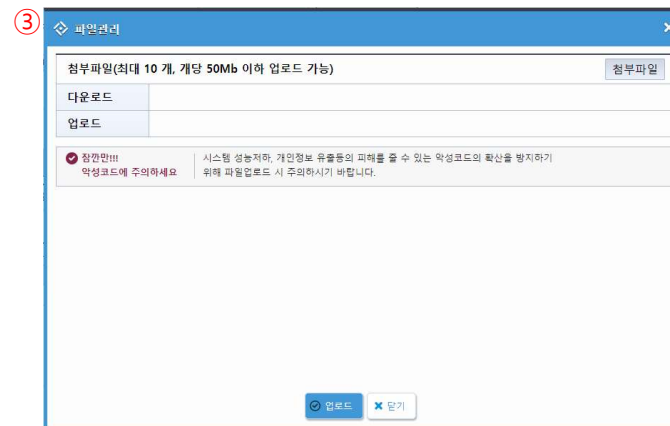 ③
파일관리
첨부파일(최대 10 개, 개당 50Mb 이하 업로드 가능)
첨부파일
다운로드
업로드
잠깐만!!!
악성코드에 주의하세요
시스템 성능저하, 개인정보 유출등의 피해를 줄 수 있는 악성코드의 확산을 방지하기
위해 파일업로드 시 주의하시기 바랍니다.
업로드
닫기